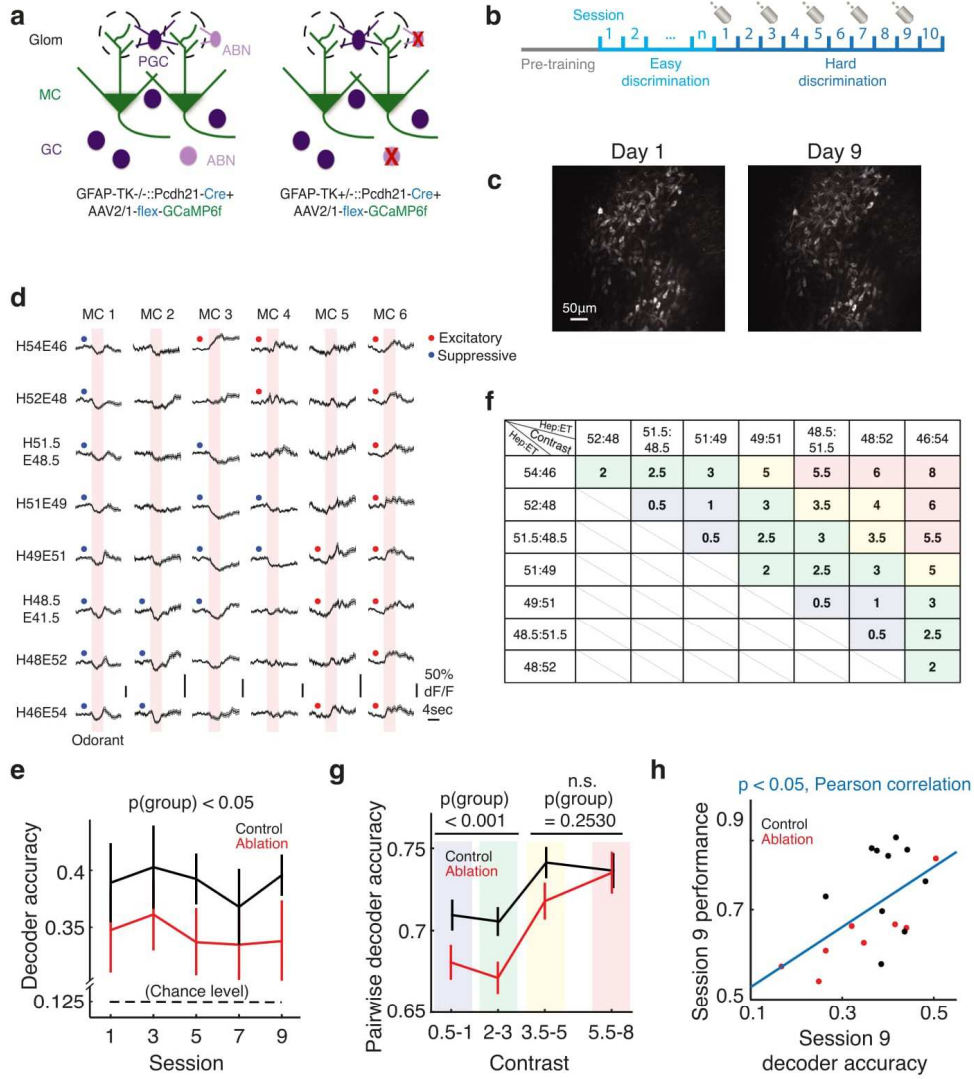 a
Glom
MC
GC
PGC
ABN
ABN
X
X
GFAP-TK-/-::Pcdh21-Cre+
AAV2/1-flex-GCaMP6f
GFAP-TK+/-::Pcdh21-Cre+
AAV2/1-flex-GCaMP6f
b
Session
1 2 ... n 1 2 3 4 5 6 7 8 9 10
Pre-training
Easy
discrimination
Hard
discrimination
c
Day 1
Day 9
50μm
d
MC 1 MC 2 MC 3 MC 4 MC 5 MC 6
Excitatory
Suppressive
H54E46
H52E48
H51.5
E48.5
H51E49
H49E51
H48.5
E41.5
H48E52
H46E54
50%
dF/F
4sec
Odorant
f
Hep:ET
Contrast
Hep:ET
52:48 51.5:48.5 51:49 49:51 48.5:51.5 48:52 46:54
54:46 2 2.5 3 5 5.5 6 8
52:48 0.5 1 3 3.5 4 6
51.5:48.5 0.5 2.5 3 3.5 5.5
51:49 2 2.5 3 5
49:51 0.5 1 3
48.5:51.5 0.5 2.5
48:52 2
e
p(group) < 0.05
Control
Ablation
Decoder accuracy
0.4
0.35
0.125
(Chance level)
1 3 5 7 9
Session
g
p(group)
< 0.001
n.s.
p(group)
= 0.2530
Control
Ablation
Pairwise decoder accuracy
0.75
0.7
0.65
0.5-1 2-3 3.5-5 5.5-8
Contrast
h
p < 0.05, Pearson correlation
Control
Ablation
Session 9 performance
0.9
0.7
0.5
0.1 0.3 0.5
Session 9
decoder accuracy